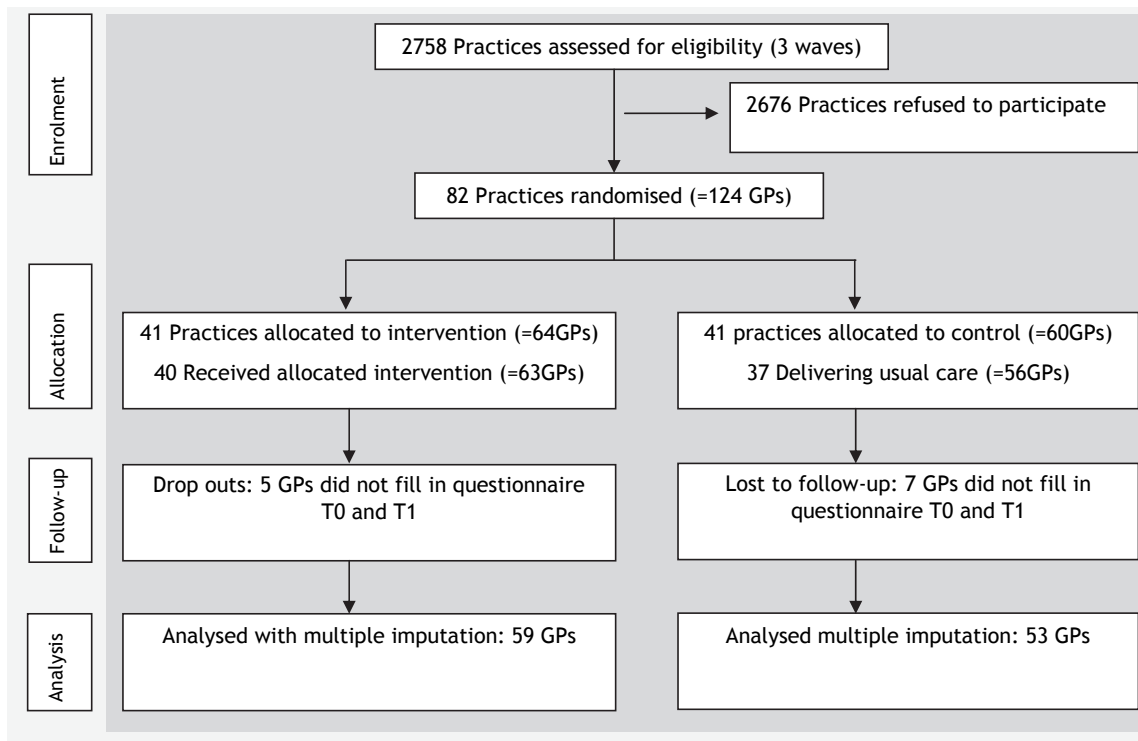 Enrolment
2758 Practices assessed for eligibility (3 waves)
2676 Practices refused to participate
82 Practices randomised (=124 GPs)
Allocation
41 Practices allocated to intervention (=64GPs)
40 Received allocated intervention (=63GPs)
41 practices allocated to control (=60GPs)
37 Delivering usual care (=56GPs)
Follow-up
Drop outs: 5 GPs did not fill in questionnaire
T0 and T1
Lost to follow-up: 7 GPs did not fill in
questionnaire T0 and T1
Analysis
Analysed with multiple imputation: 59 GPs
Analysed multiple imputation: 53 GPs